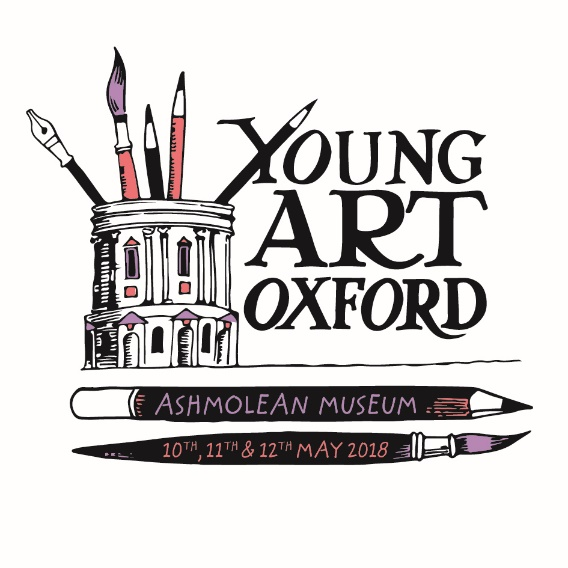 YOUNG
ART
OXFORD
ASHMOLEAN MUSEUM
10TH, 11TH & 12TH MAY 2018